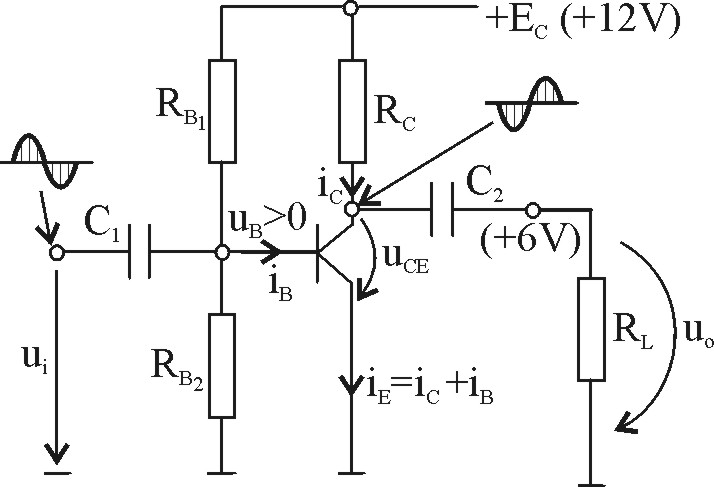 +E_C (+12V)
R_B1
R_C
i_C
C_2
C_1
u_B>0
(+6V)
u_CE
i_B
u_i
R_B2
R_L
u_o
i_E=i_C+i_B